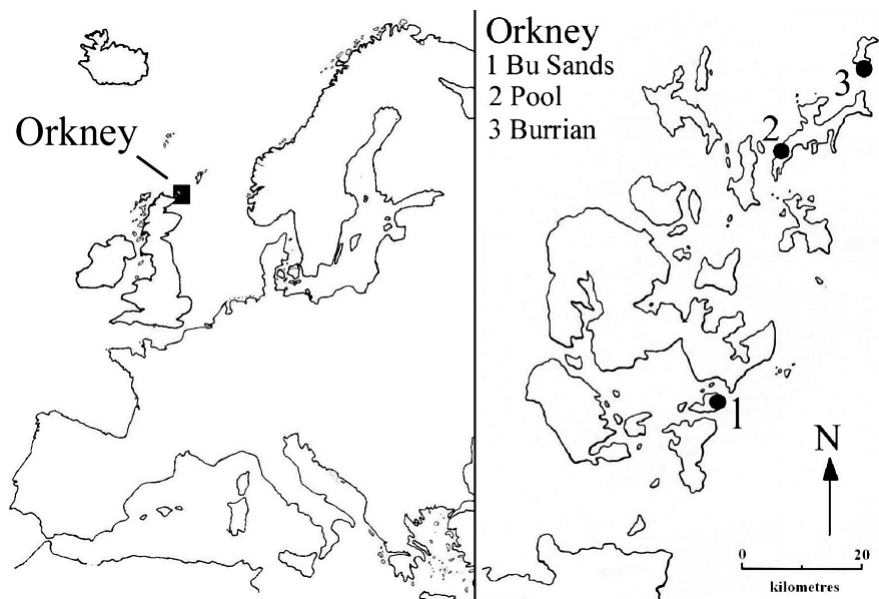 Orkney
Orkney
1 Bu Sands
2 Pool
3 Burrian
3
2
1
N
0 20
kilometres